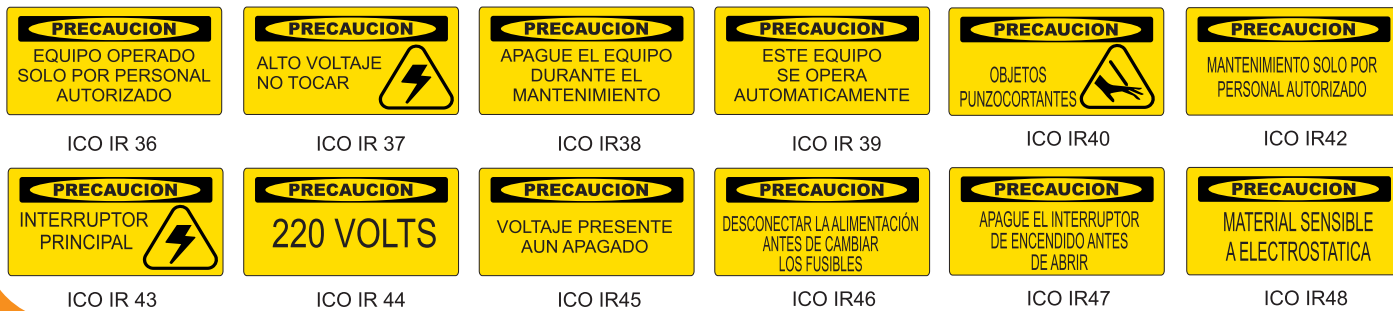 PRECAUCION
EQUIPO OPERADO
SOLO POR PERSONAL
AUTORIZADO
ICO IR 36
PRECAUCION
ALTO VOLTAJE
NO TOCAR
ICO IR 37
PRECAUCION
APAGUE EL EQUIPO
DURANTE EL
MANTENIMIENTO
ICO IR38
PRECAUCION
ESTE EQUIPO
SE OPERA
AUTOMATICAMENTE
ICO IR 39
PRECAUCION
OBJETOS
PUNZOCORTANTES
ICO IR40
PRECAUCION
MANTENIMIENTO SOLO POR
PERSONAL AUTORIZADO
ICO IR42
PRECAUCION
INTERRUPTOR
PRINCIPAL
ICO IR 43
PRECAUCION
220 VOLTS
ICO IR 44
PRECAUCION
VOLTAJE PRESENTE
AUN APAGADO
ICO IR45
PRECAUCION
DESCONECTAR LA ALIMENTACIÓN
ANTES DE CAMBIAR
LOS FUSIBLES
ICO IR46
PRECAUCION
APAGUE EL INTERRUPTOR
DE ENCENDIDO ANTES
DE ABRIR
ICO IR47
PRECAUCION
MATERIAL SENSIBLE
A ELECTROSTATICA
ICO IR48